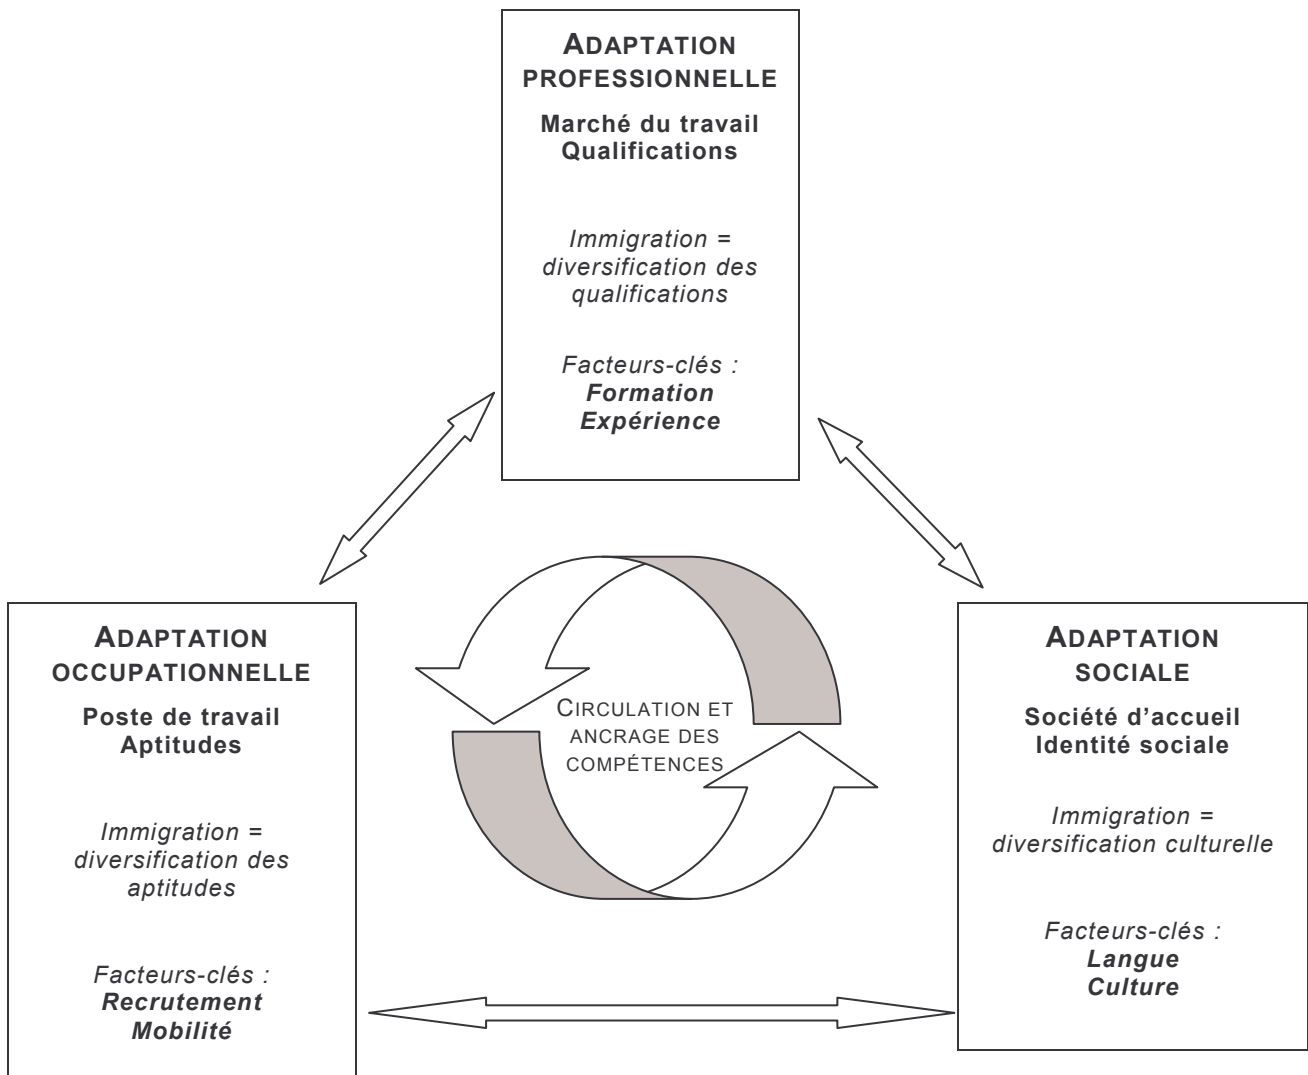 ADAPTATION
PROFESSIONNELLE
Marché du travail
Qualifications
Immigration =
diversification des
qualifications
Facteurs-clés :
Formation
Expérience
ADAPTATION
OCCUPATIONNELLE
Poste de travail
Aptitudes
Immigration =
diversification des
aptitudes
Facteurs-clés :
Recrutement
Mobilité
CIRCULATION ET
ANCRAGE DES
COMPÉTENCES
ADAPTATION
SOCIALE
Société d'accueil
Identité sociale
Immigration =
diversification culturelle
Facteurs-clés :
Langue
Culture